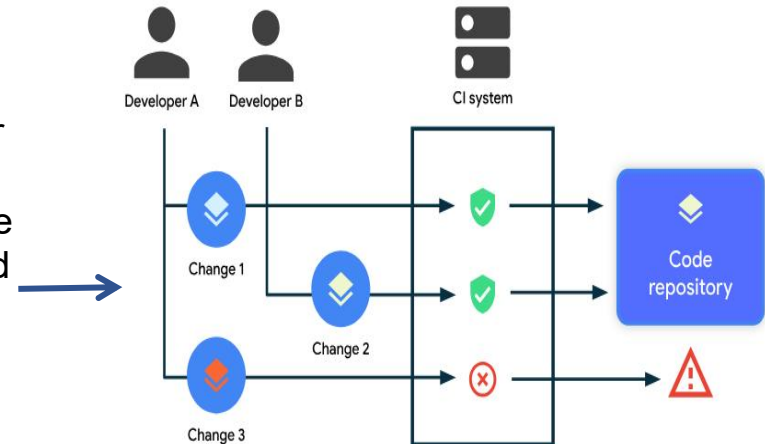 Developer A
Developer B
CI system
Change 1
Code
repository
Change 2
Change 3